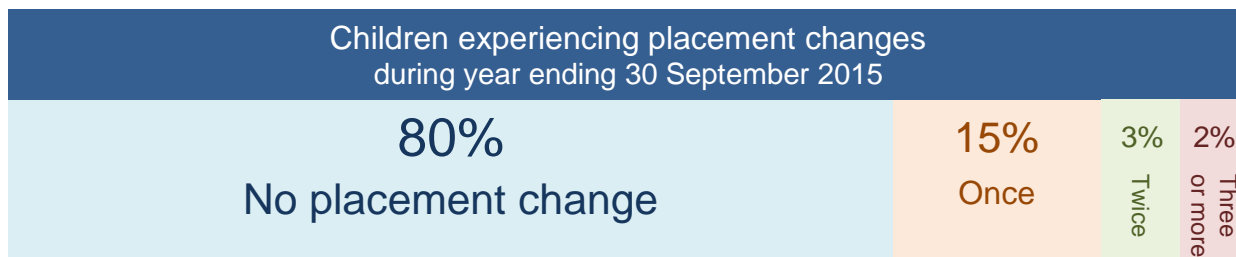 Children experiencing placement changes
during year ending 30 September 2015
80%
No placement change
15%
Once
3%
Twice
2%
Three
or more